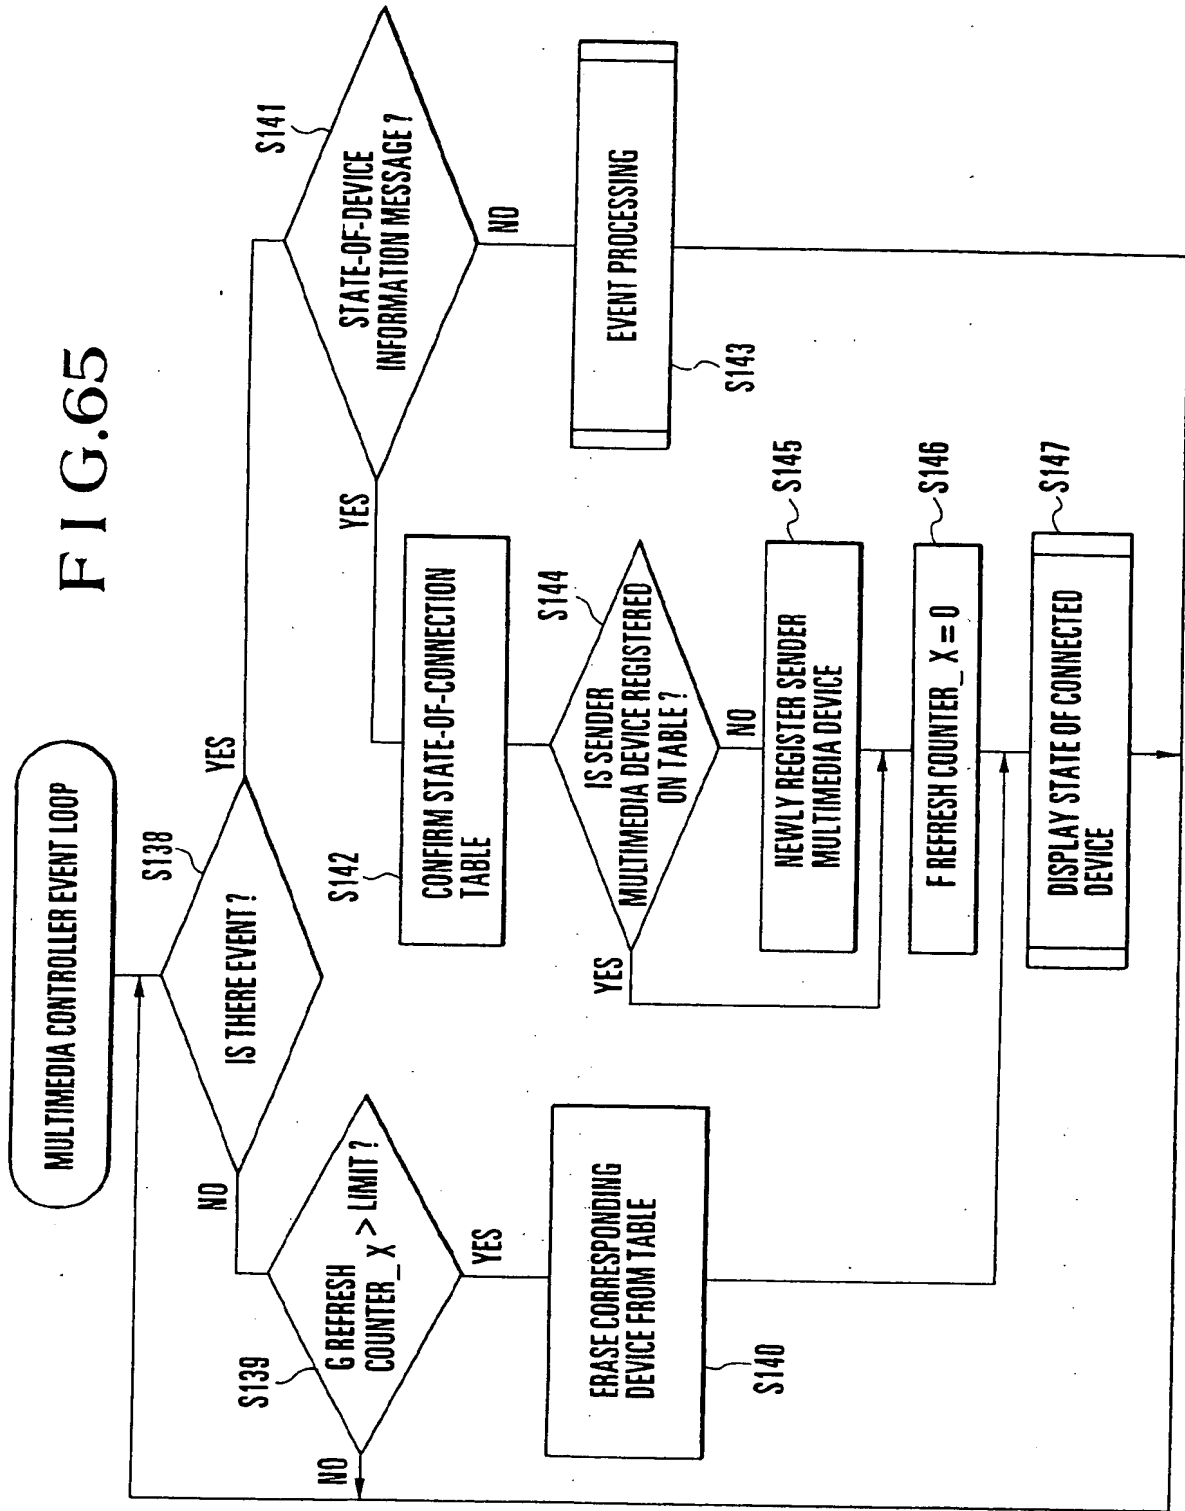 F I G.65
MULTIMEDIA CONTROLLER EVENT LOOP
S138
IS THERE EVENT?
NO
YES
S139
G REFRESH
COUNTER_X > LIMIT?
NO
YES
ERASE CORRESPONDING
DEVICE FROM TABLE
S140
S141
STATE-OF-DEVICE
INFORMATION MESSAGE?
YES
NO
S142
CONFIRM STATE-OF-CONNECTION
TABLE
EVENT PROCESSING
S143
S144
IS SENDER
MULTIMEDIA DEVICE REGISTERED
ON TABLE?
YES
NO
S145
NEWLY REGISTER SENDER
MULTIMEDIA DEVICE
S146
F REFRESH COUNTER_X=0
S147
DISPLAY STATE OF CONNECTED
DEVICE